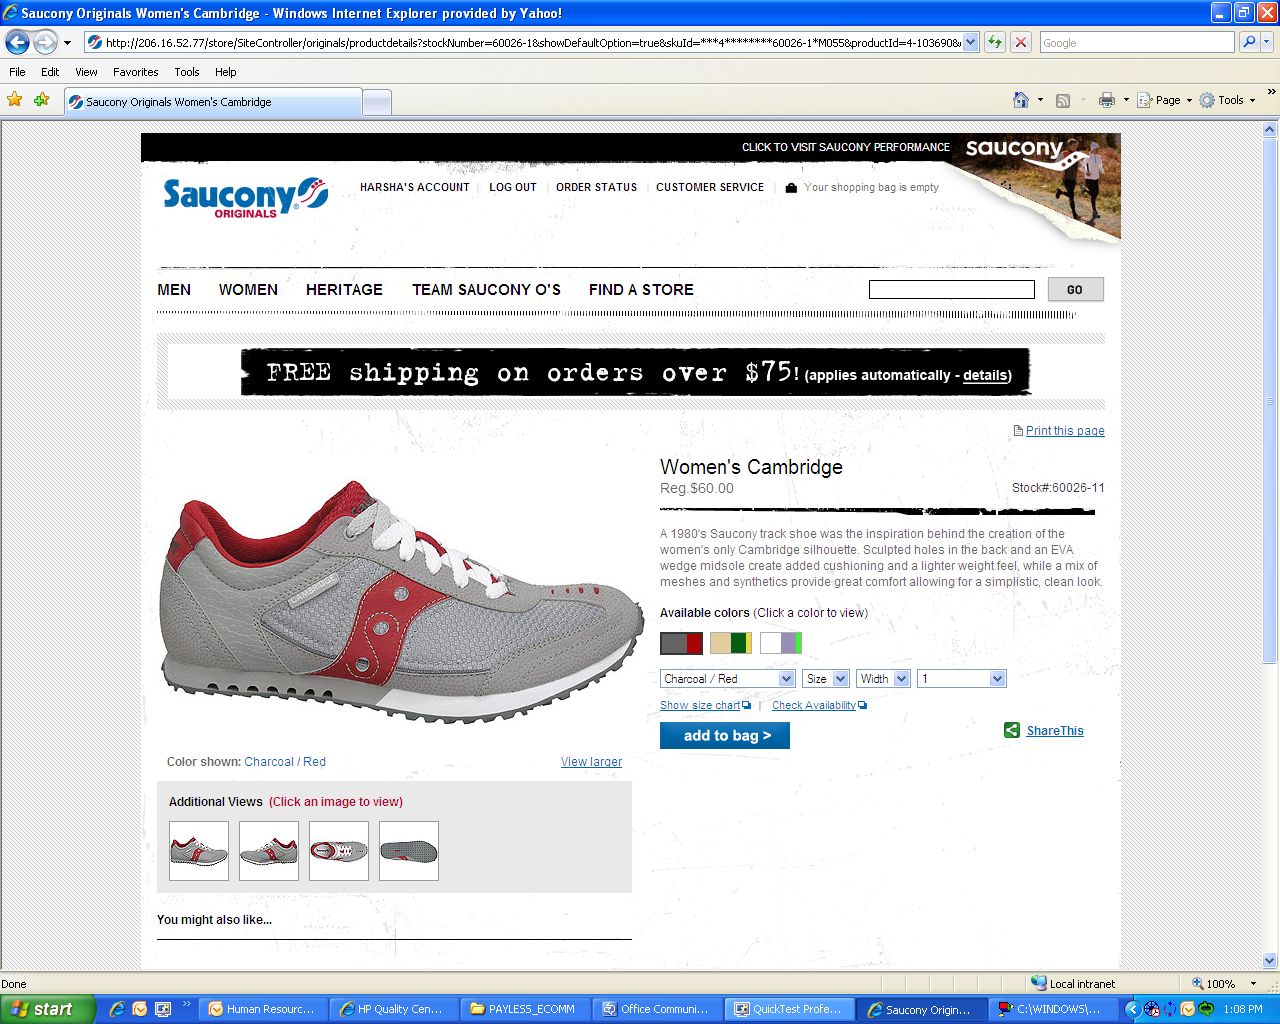 Saucony Originals Women's Cambridge - Windows Internet Explorer provided by Yahoo!
http://206.16.52.77/store/SiteController/originals/productdetails?stockNumber=60026-1&showDefaultOption=true&skuId=***4********60026-1*M055&productId=4-103690&
Google
File Edit View Favorites Tools Help
Saucony Originals Women's Cambridge
Page Tools
CLICK TO VISIT SAUCONY PERFORMANCE
saucony
Saucony
ORIGINALS
HARSHA'S ACCOUNT | LOG OUT | ORDER STATUS | CUSTOMER SERVICE | Your shopping bag is empty
MEN WOMEN HERITAGE TEAM SAUCONY O'S FIND A STORE
GO
FREE shipping on orders over $75! (applies automatically - details)
Print this page
Women's Cambridge
Reg.$60.00
Stock#:60026-11
A 1980's Saucony track shoe was the inspiration behind the creation of the
women's only Cambridge silhouette. Sculpted holes in the back and an EVA
wedge midsole create added cushioning and a lighter weight feel, while a mix of
meshes and synthetics provide great comfort allowing for a simplistic, clean look.
CAMBRIDGE
Available colors (Click a color to view)
Charcoal / Red Size Width 1
Show size chart | Check Availability
add to bag >
ShareThis
Color shown: Charcoal / Red
View larger
Additional Views (Click an image to view)
You might also like...
Done
Local intranet
100%
start
Human Resourc...
HP Quality Cen...
PAYLESS_ECOMM
Office Communi...
QuickTest Profe...
Saucony Origin...
C:\WINDOWS\...
1:08 PM